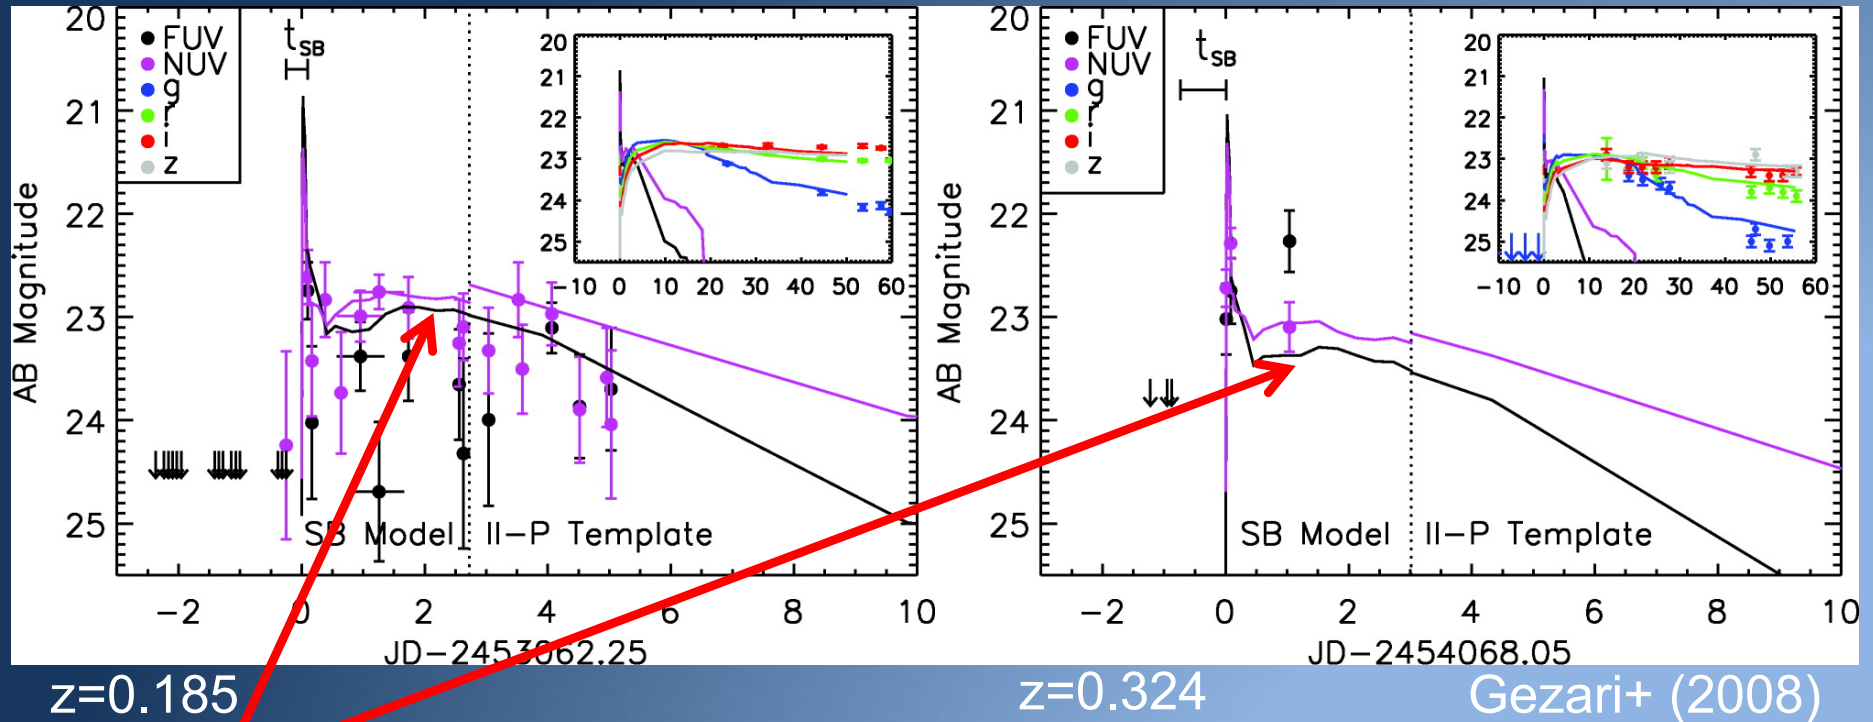 20
21
22
23
24
25
AB Magnitude
FUV
NUV
g
r
i
z
tSB
20
21
22
23
24
25
−10 0 10 20 30 40 50 60
SB Model
II−P Template
−2 0 2 4 6 8 10
JD−2453062.25
20
21
22
23
24
25
AB Magnitude
FUV
NUV
g
r
i
z
tSB
20
21
22
23
24
25
−10 0 10 20 30 40 50 60
SB Model
II−P Template
−2 0 2 4 6 8 10
JD−2454068.05
z=0.185
z=0.324
Gezari+ (2008)